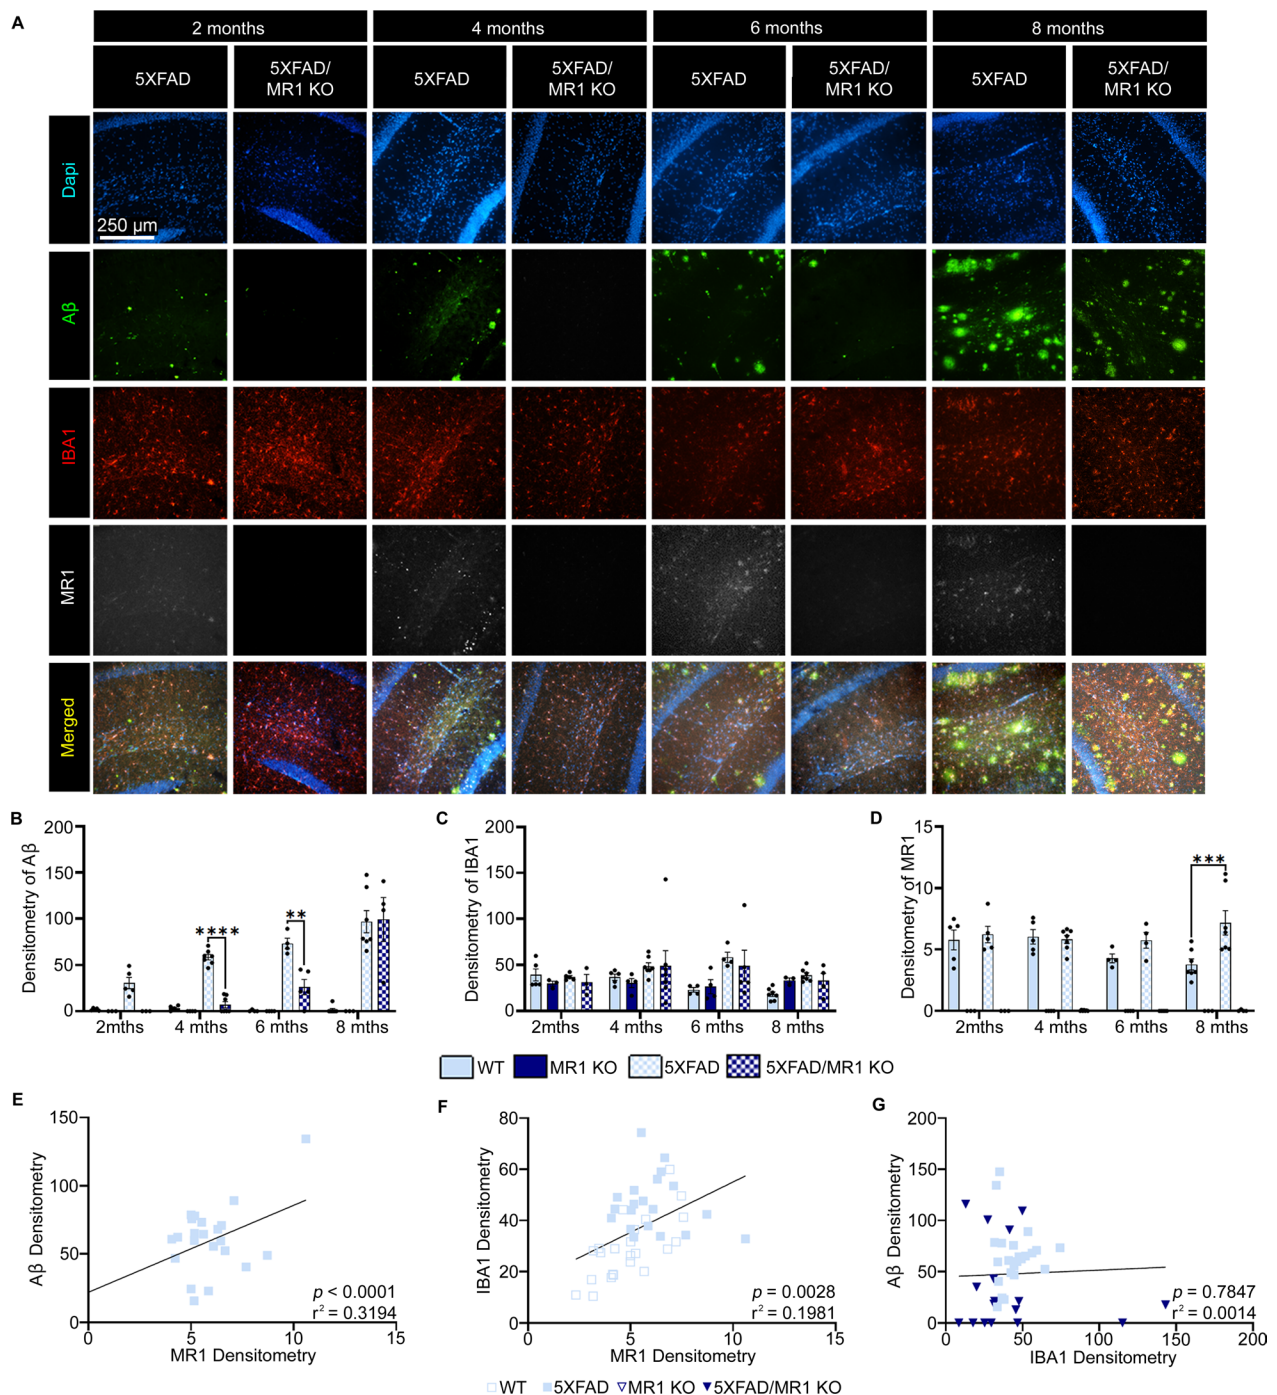 A
2 months
4 months
6 months
8 months
5XFAD
5XFAD/
MR1 KO
5XFAD
5XFAD/
MR1 KO
5XFAD
5XFAD/
MR1 KO
5XFAD
5XFAD/
MR1 KO
Dapi
250 µm
Aβ
IBA1
MR1
Merged
B
Densitometry of Aβ
200
150
100
50
0
****
**
2mths
4 mths
6 mths
8 mths
C
Densitometry of IBA1
200
150
100
50
0
2mths
4 mths
6 mths
8 mths
D
Densitometry of MR1
15
10
5
0
***
2mths
4 mths
6 mths
8 mths
WT
MR1 KO
5XFAD
5XFAD/MR1 KO
E
Aβ Densitometry
150
100
50
0
0
5
10
15
p < 0.0001
r² = 0.3194
MR1 Densitometry
F
IBA1 Densitometry
80
60
40
20
0
0
5
10
15
p = 0.0028
r² = 0.1981
MR1 Densitometry
G
Aβ Densitometry
200
150
100
50
0
0
50
100
150
200
p = 0.7847
r² = 0.0014
IBA1 Densitometry
WT
5XFAD
MR1 KO
5XFAD/MR1 KO